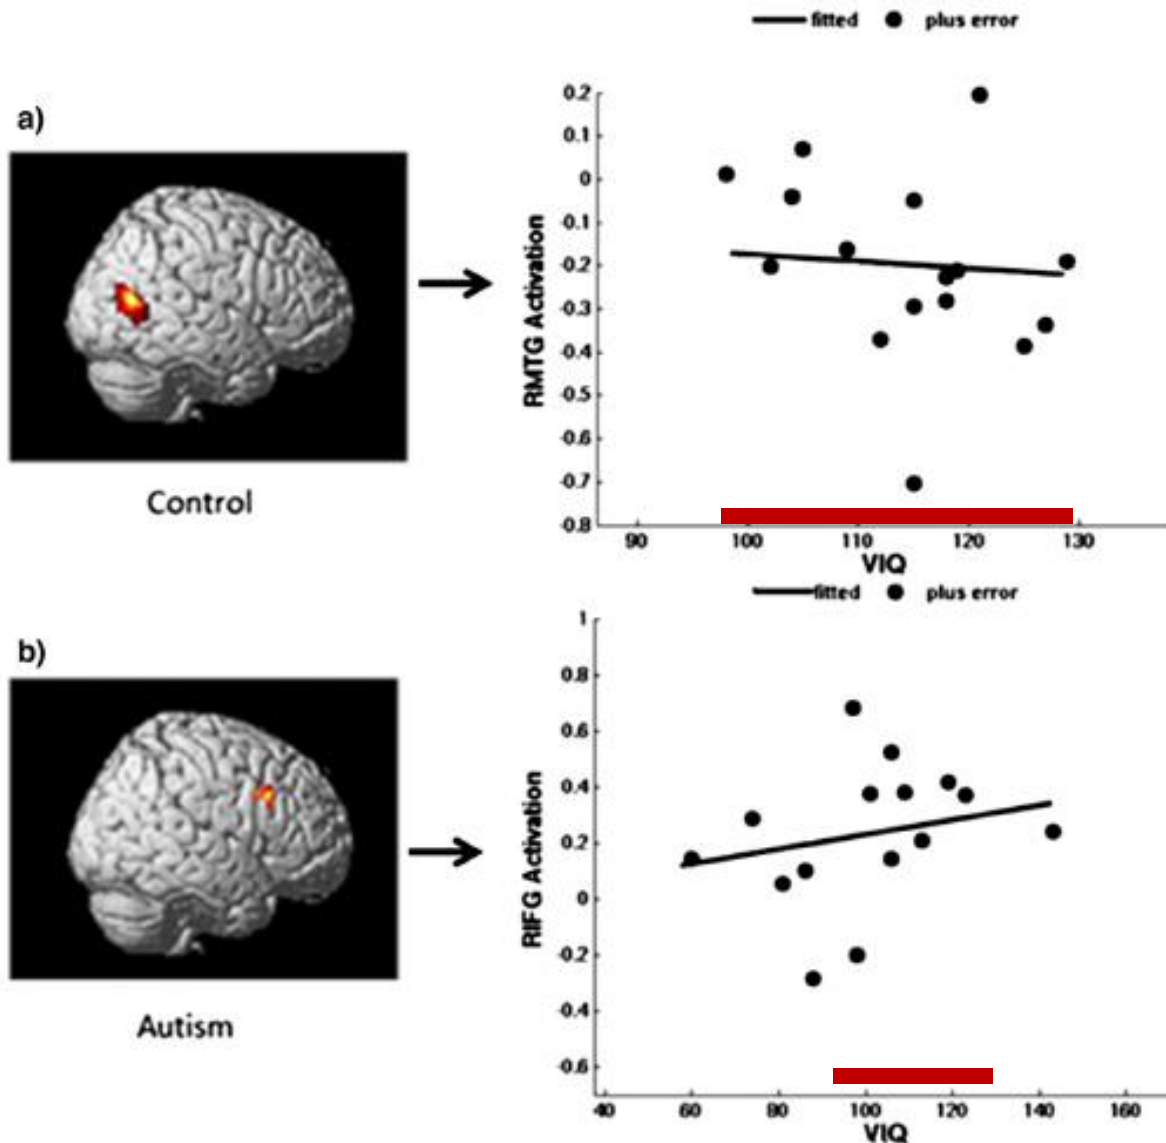 fitted plus error
a)
0.2
0.1
0
-0.1
-0.2
-0.3
-0.4
-0.5
-0.6
-0.7
-0.8
RMTG Activation
90 100 110 120 130
VIQ
Control
fitted plus error
b)
1
0.8
0.6
0.4
0.2
0
-0.2
-0.4
-0.6
RIFG Activation
40 60 80 100 120 140 160
VIQ
Autism